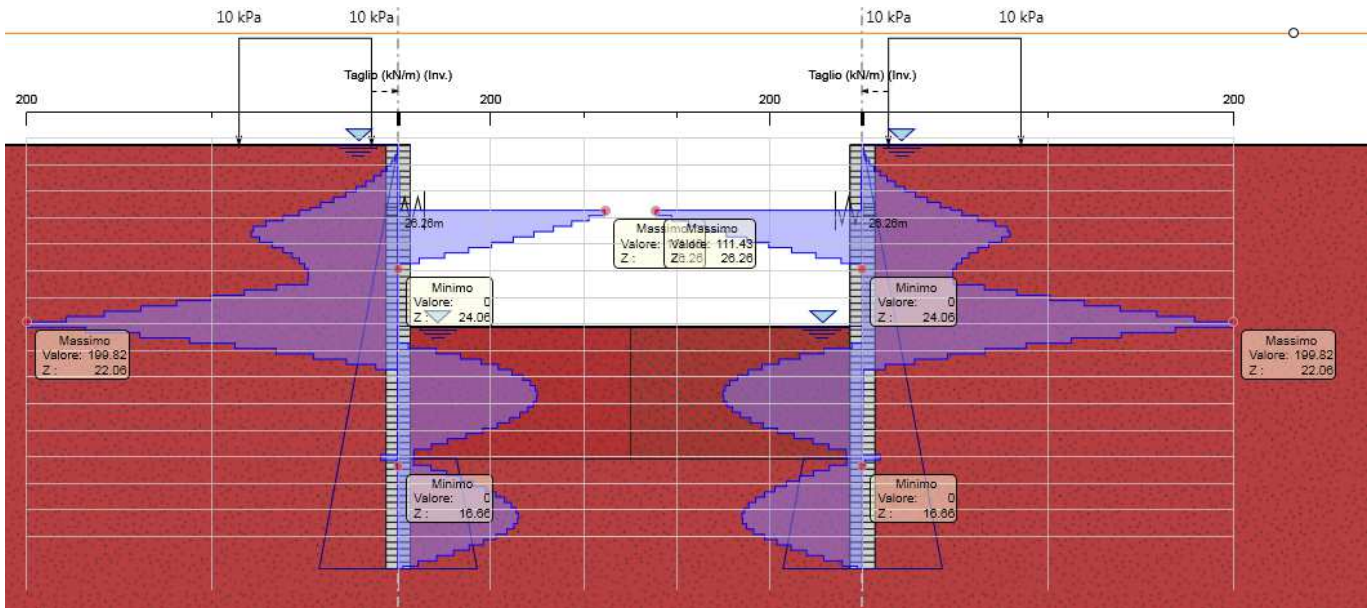 10 kPa 10 kPa 10 kPa 10 kPa
Taglio (kN/m) (Inv.) Taglio (kN/m) (Inv.)
200 200 200 200
26.26m 26.26m
Massimo
Valore:
Z :
Massimo
Valore: 111.43
Z : 26.26
Minimo
Valore: 0
Z : 24.06
Minimo
Valore: 0
Z : 24.06
Massimo
Valore: 199.82
Z : 22.06
Massimo
Valore: 199.82
Z : 22.06
Minimo
Valore: 0
Z : 16.66
Minimo
Valore: 0
Z : 16.66